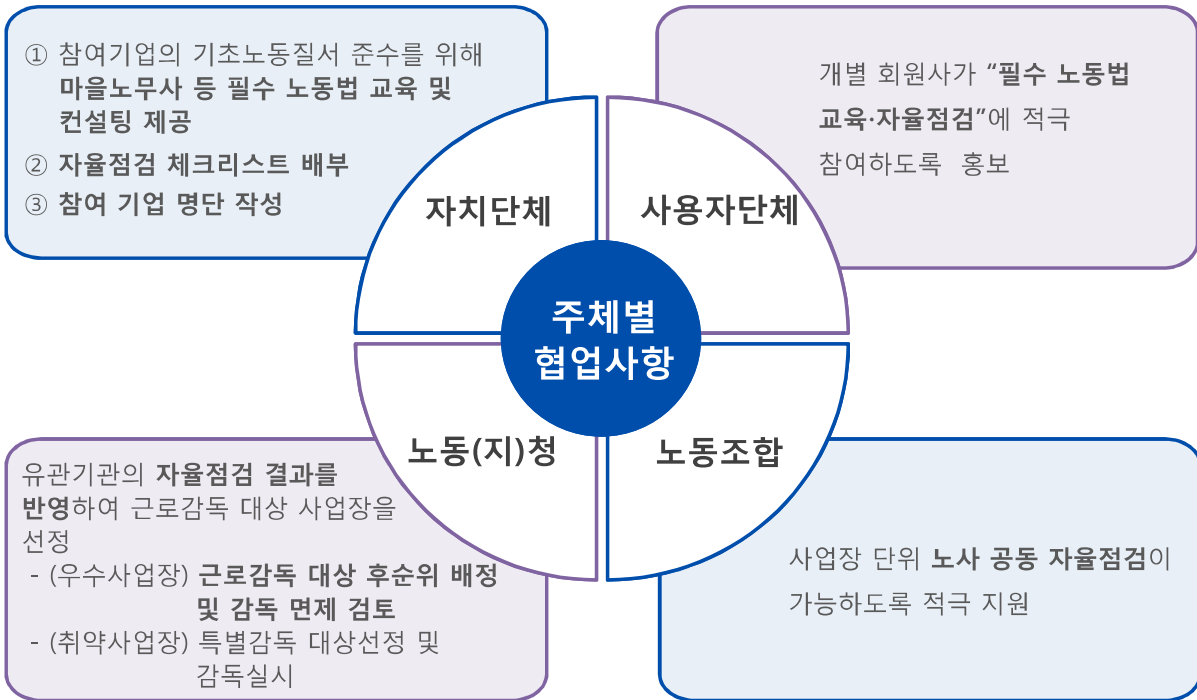 ① 참여기업의 기초노동질서 준수를 위해
마을노무사 등 필수 노동법 교육 및
컨설팅 제공
② 자율점검 체크리스트 배부
③ 참여 기업 명단 작성
개별 회원사가 “필수 노동법
교육·자율점검”에 적극
참여하도록 홍보
자치단체
사용자단체
주체별
협업사항
노동(지)청
노동조합
유관기관의 자율점검 결과를
반영하여 근로감독 대상 사업장을
선정
- (우수사업장) 근로감독 대상 후순위 배정
및 감독 면제 검토
- (취약사업장) 특별감독 대상선정 및
감독실시
사업장 단위 노사 공동 자율점검이
가능하도록 적극 지원